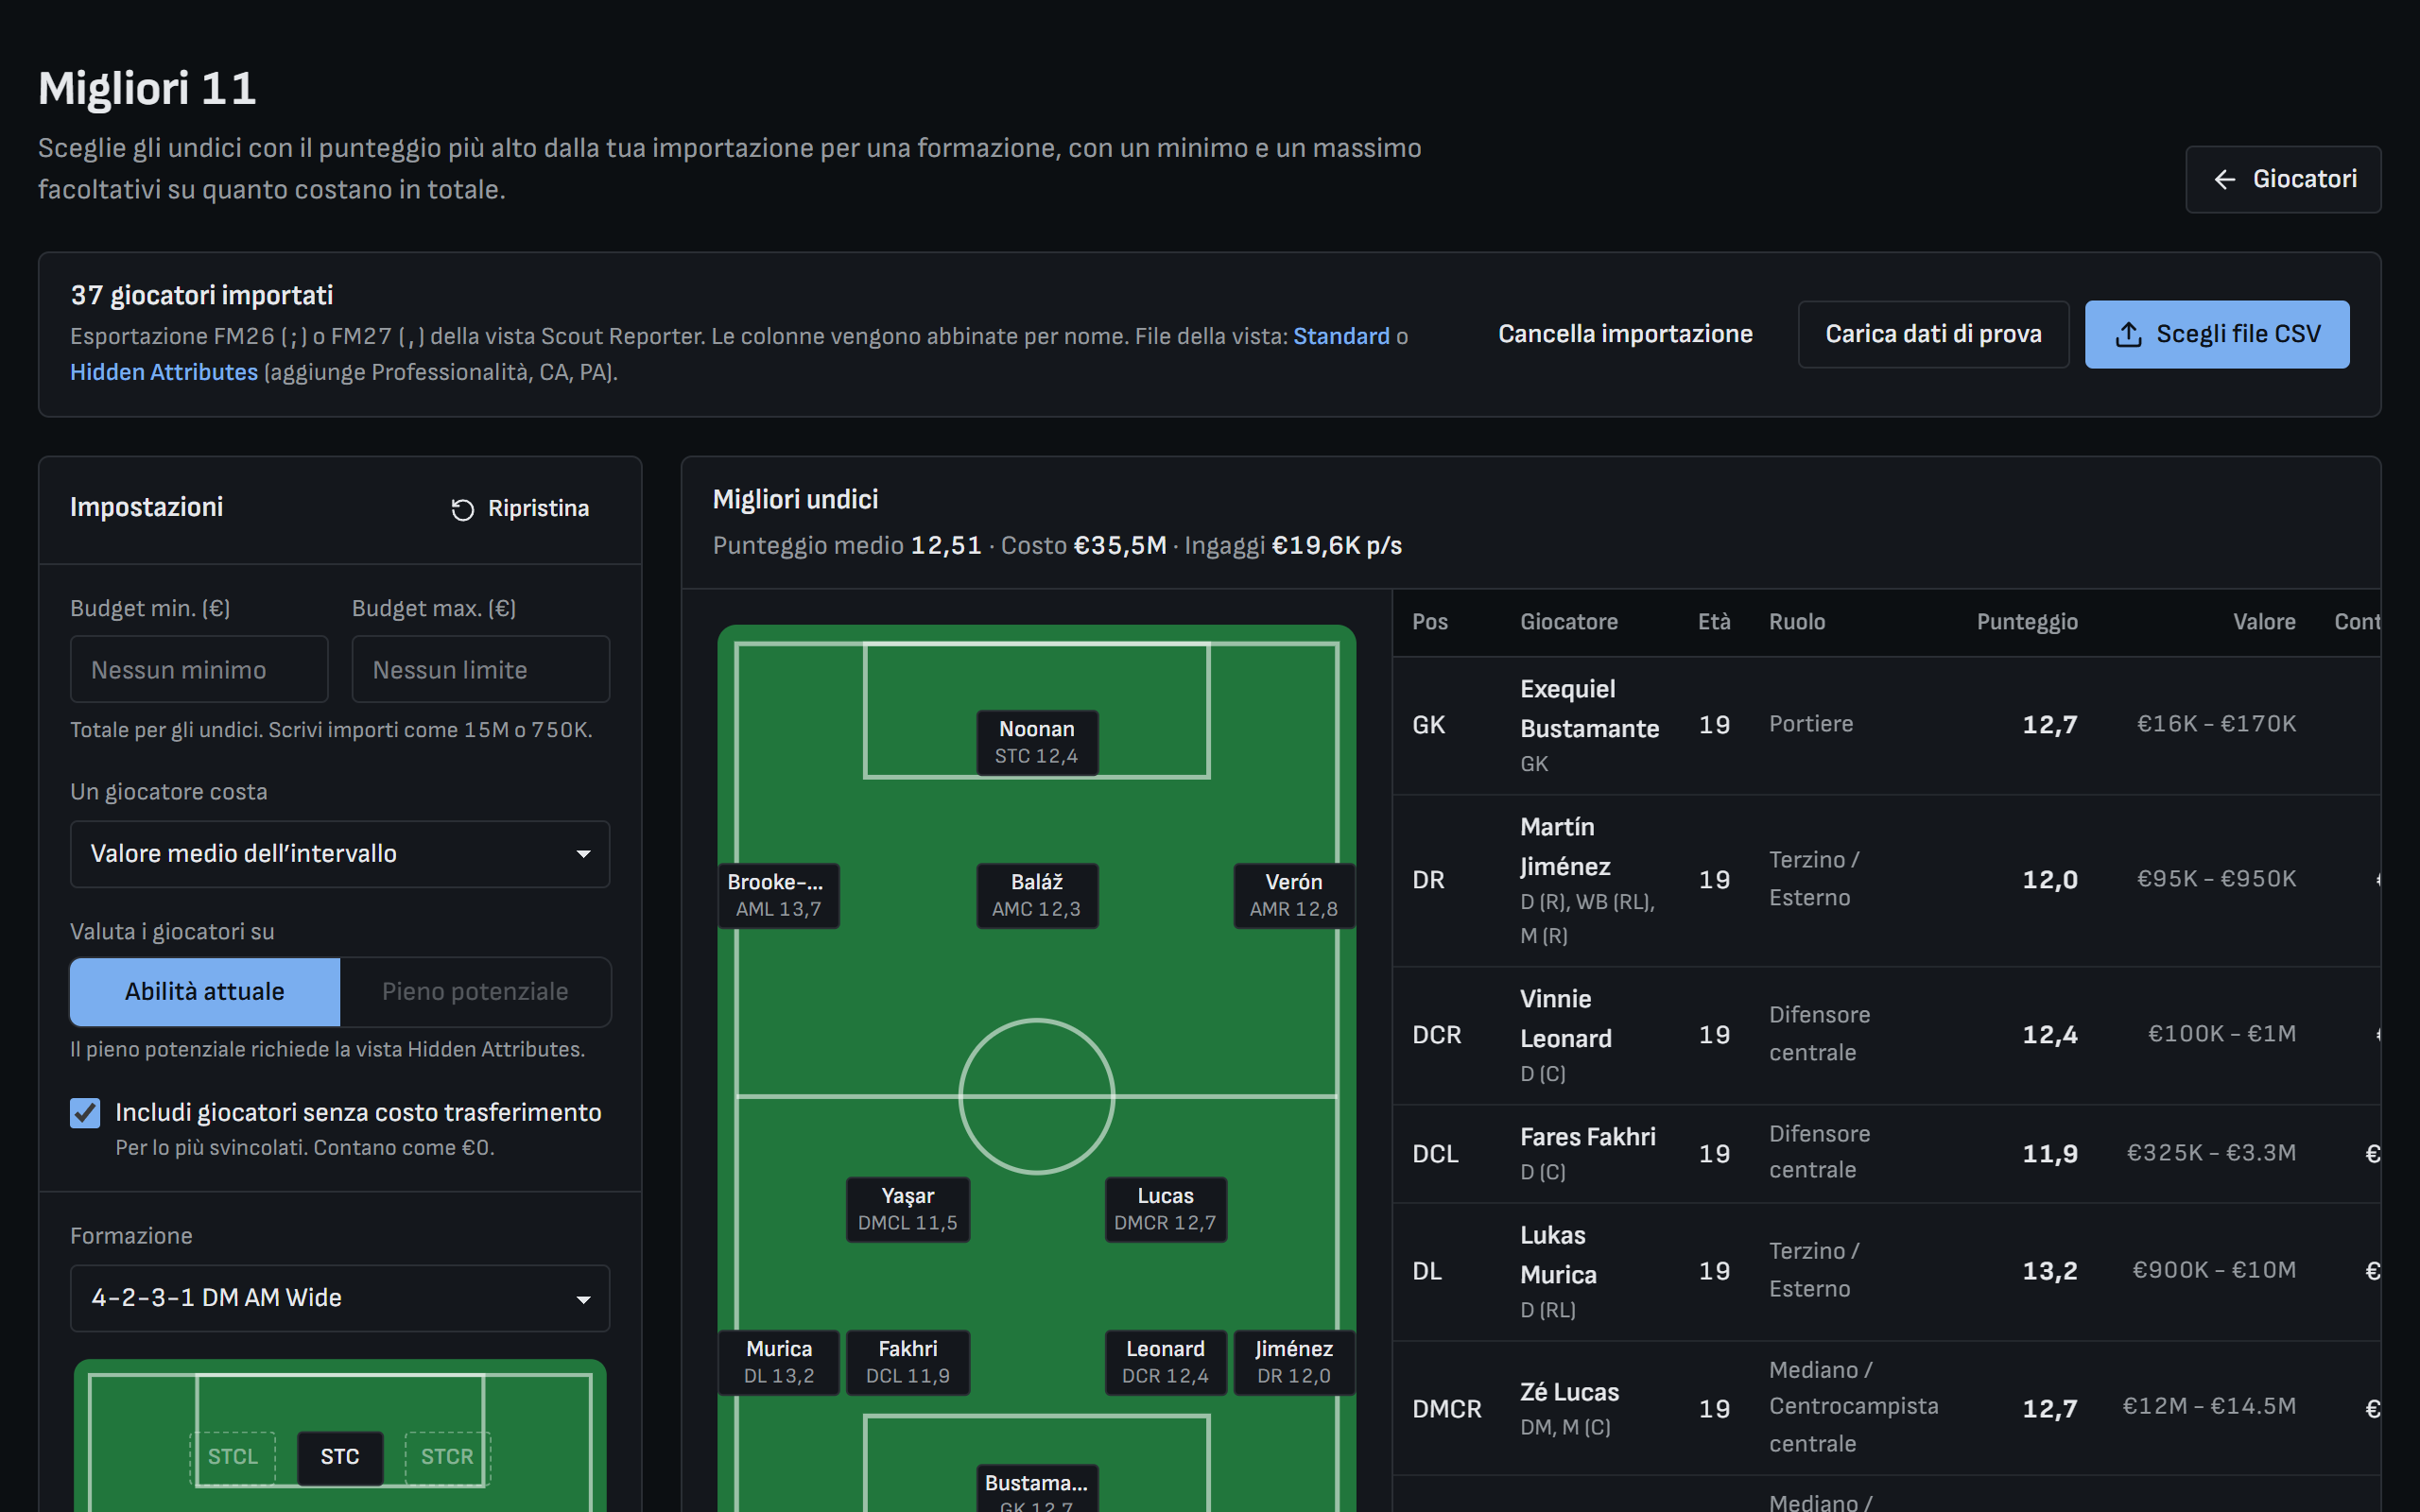 Migliori 11
Sceglie gli undici con il punteggio più alto dalla tua importazione per una formazione, con un minimo e un massimo
facoltativi su quanto costano in totale.
Giocatori
37 giocatori importati
Esportazione FM26 (;) o FM27 (,) della vista Scout Reporter. Le colonne vengono abbinate per nome. File della vista: Standard o
Hidden Attributes (aggiunge Professionalità, CA, PA).
Cancella importazione
Carica dati di prova
Scegli file CSV
Impostazioni
Ripristina
Budget min. (€)
Budget max. (€)
Nessun minimo
Nessun limite
Totale per gli undici. Scrivi importi come 15M o 750K.
Un giocatore costa
Valore medio dell’intervallo
Valuta i giocatori su
Abilità attuale
Pieno potenziale
Il pieno potenziale richiede la vista Hidden Attributes.
Includi giocatori senza costo trasferimento
Per lo più svincolati. Contano come €0.
Formazione
4-2-3-1 DM AM Wide
STCL
STC
STCR
Migliori undici
Punteggio medio 12,51 · Costo €35,5M · Ingaggi €19,6K p/s
Noonan
STC 12,4
Brooke-...
AML 13,7
Baláž
AMC 12,3
Verón
AMR 12,8
Yaşar
DMCL 11,5
Lucas
DMCR 12,7
Murica
DL 13,2
Fakhri
DCL 11,9
Leonard
DCR 12,4
Jiménez
DR 12,0
Bustama...
GK 12,7
Pos Giocatore Età Ruolo Punteggio Valore Cont
GK
Exequiel
Bustamante
GK
19
Portiere
12,7
€16K - €170K
DR
Martín
Jiménez
D (R), WB (RL),
M (R)
19
Terzino /
Esterno
12,0
€95K - €950K
DCR
Vinnie
Leonard
D (C)
19
Difensore
centrale
12,4
€100K - €1M
DCL
Fares Fakhri
D (C)
19
Difensore
centrale
11,9
€325K - €3.3M
€
DL
Lukas
Murica
D (RL)
19
Terzino /
Esterno
13,2
€900K - €10M
€
DMCR
Zé Lucas
DM, M (C)
19
Mediano /
Centrocampista
centrale
12,7
€12M - €14.5M
€
Mediano /